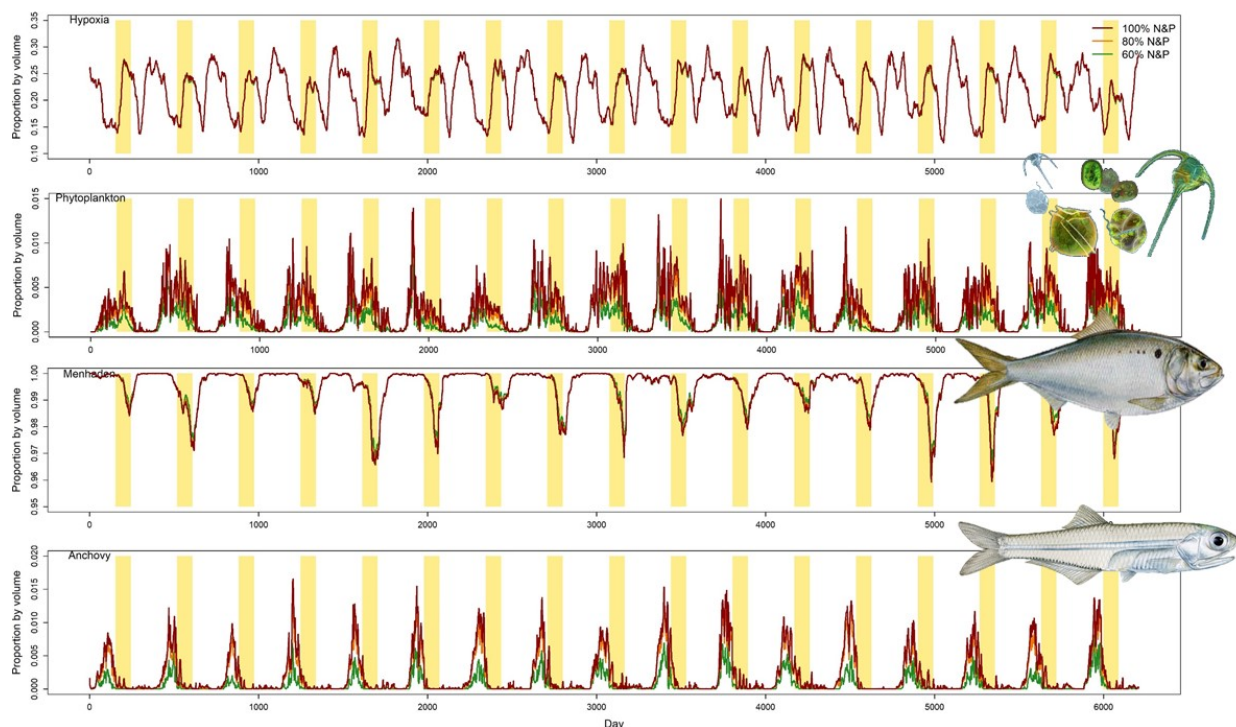 Hypoxia
100% N&P
80% N&P
60% N&P
Proportion by volume
0.35
0.30
0.25
0.20
0.15
0.10
0 1000 2000 3000 4000 5000 6000
Phytoplankton
Proportion by volume
0.015
0.010
0.005
0.000
0 1000 2000 3000 4000 5000 6000
Menhaden
Proportion by volume
1.00
0.99
0.98
0.97
0.96
0.95
0 1000 2000 3000 4000 5000
Anchovy
Proportion by volume
0.020
0.015
0.010
0.005
0.000
0 1000 2000 3000 4000 5000 6000
Day